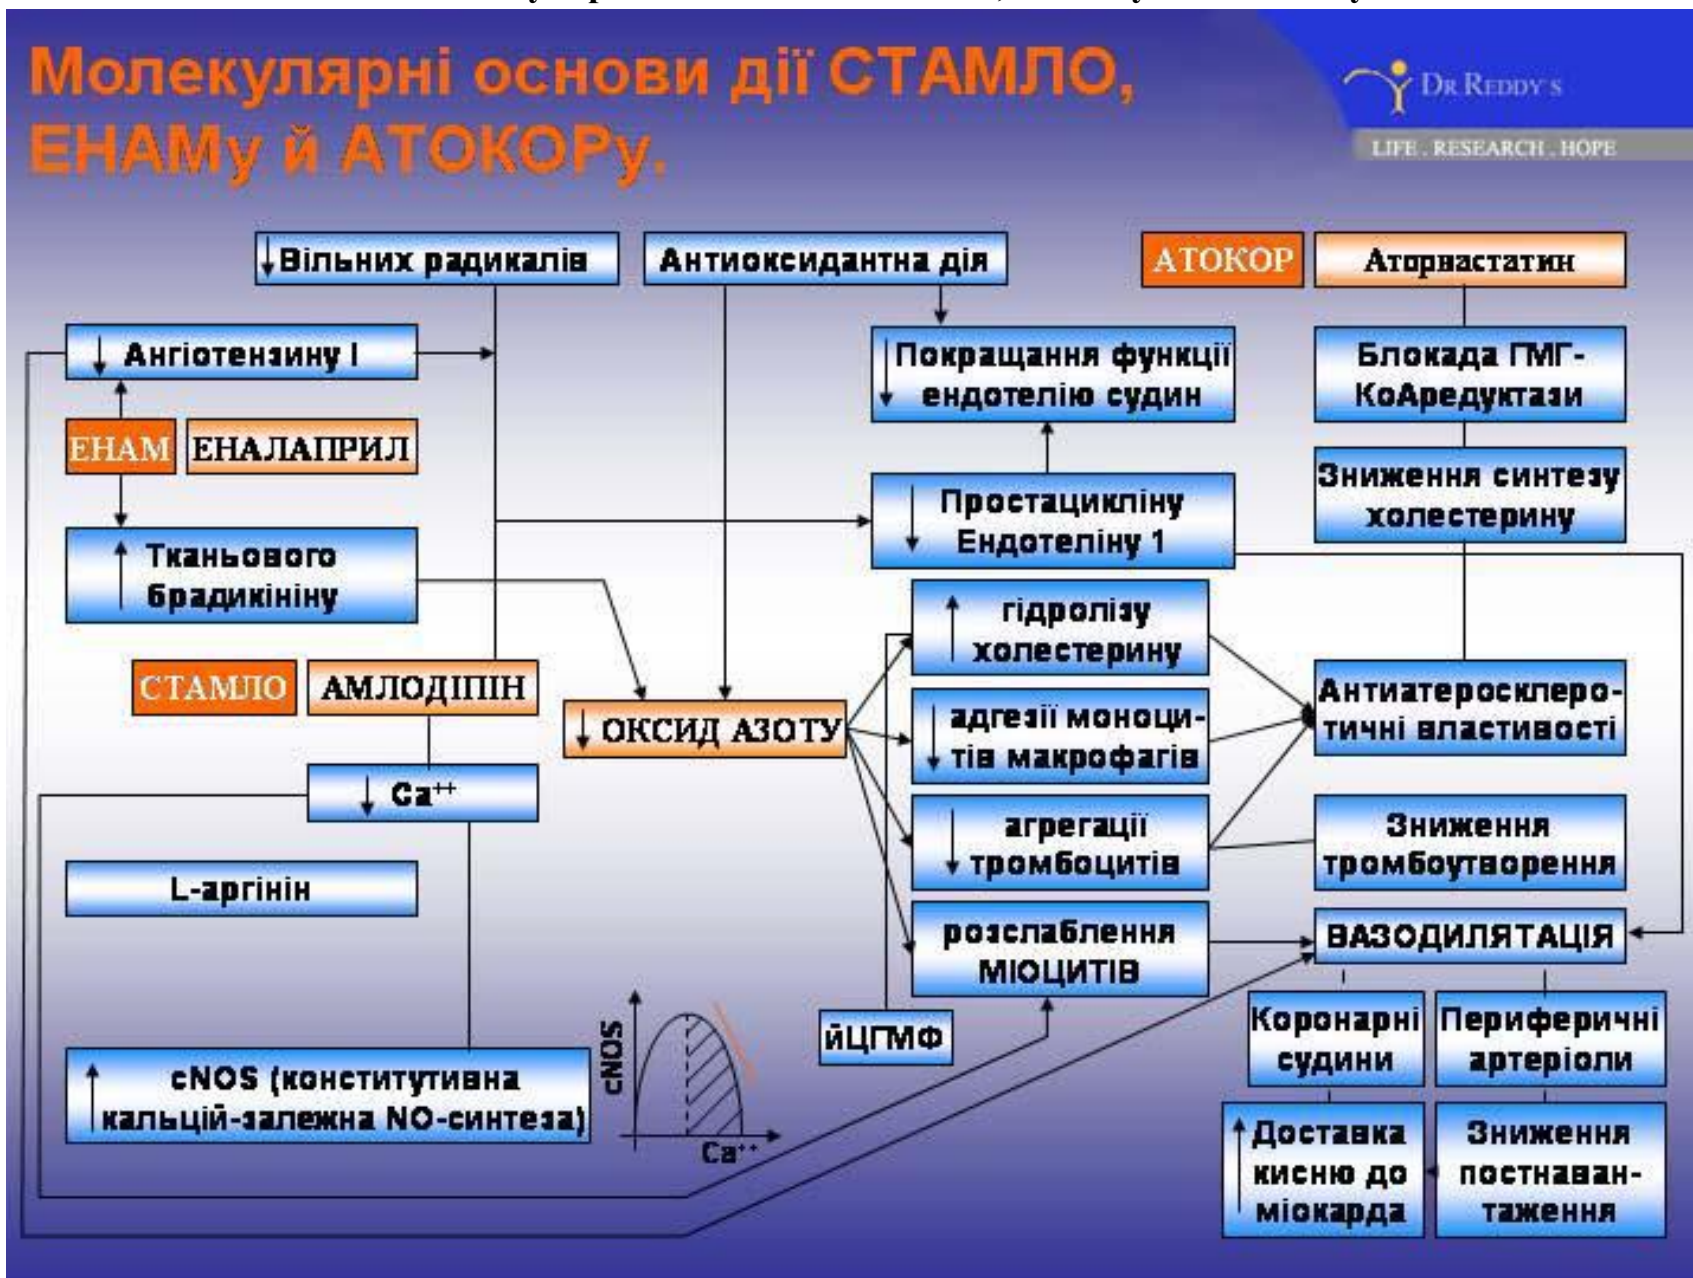 Молекулярні основи дії СТАМЛО,
ЕНАМу й АТОКОРу.
DR REDDY'S
LIFE . RESEARCH . HOPE
↓ Вільних радикалів
Антиоксидантна дія
АТОКОР
Аторвастатин
↓ Ангіотензину I
↓ Покращання функції
ендотелію судин
Блокада ГМГ-
КоАредуктази
ЕНАМ
ЕНАЛАПРИЛ
Зниження синтезу
холестерину
↓ Простацикліну
Ендотеліну 1
↑ Тканьового
брадикініну
↑ гідролізу
холестерину
СТАМЛО
АМЛОДІПІН
↓ ОКСИД АЗОТУ
↓ адгезії моноци-
тів макрофагів
Антиатеросклеро-
тичні властивості
↓ Ca++
↓ агрегації
тромбоцитів
Зниження
тромбоутворення
L-аргінін
розслаблення
МІОЦИТІВ
ВАЗОДИЛЯТАЦІЯ
йЦГМФ
Коронарні
судини
Периферичні
артеріоли
↑ cNOS (конститутивна
кальцій-залежна NO-синтеза)
cNOS
Ca++
↑ Доставка
кисню до
міокарда
Зниження
постнаван-
таження